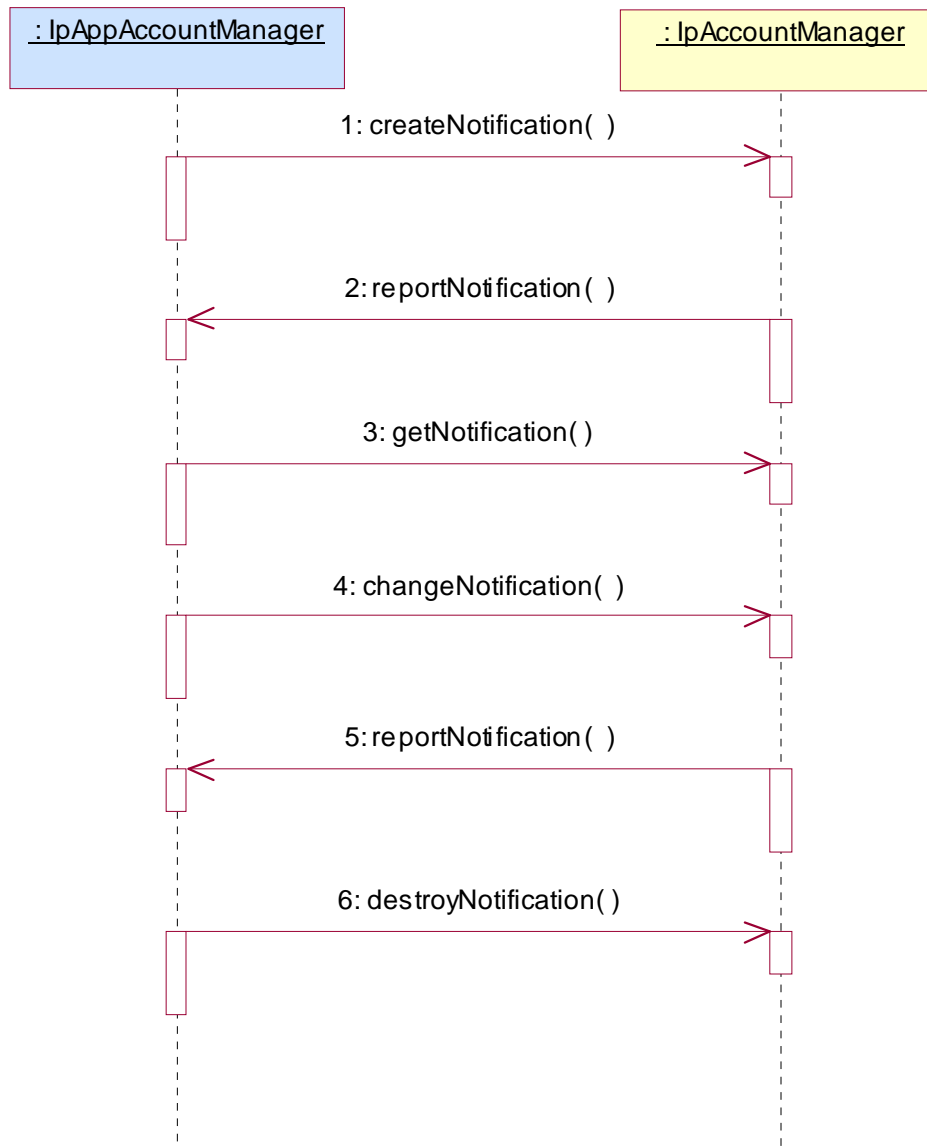 : IpAppAccountManager
: IpAccountManager
1: createNotification( )
2: reportNotification( )
3: getNotification( )
4: changeNotification( )
5: reportNotification( )
6: destroyNotification( )